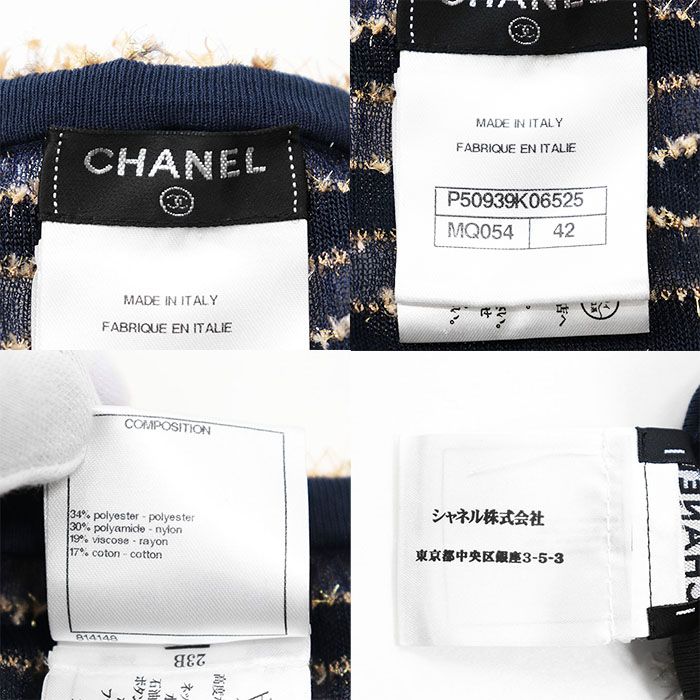 CHANEL
MADE IN ITALY
FABRIQUE EN ITALIE
CHANEL
MADE IN ITALY
FABRIQUE EN ITALIE
P50939K06525
MQ054 42
COMPOSITION
34% polyester - polyester
30% polyamide - nylon
19% viscose - rayon
17% coton - cotton
814148
23B
シャネル株式会社
東京都中央区銀座3-5-3
CHANEL